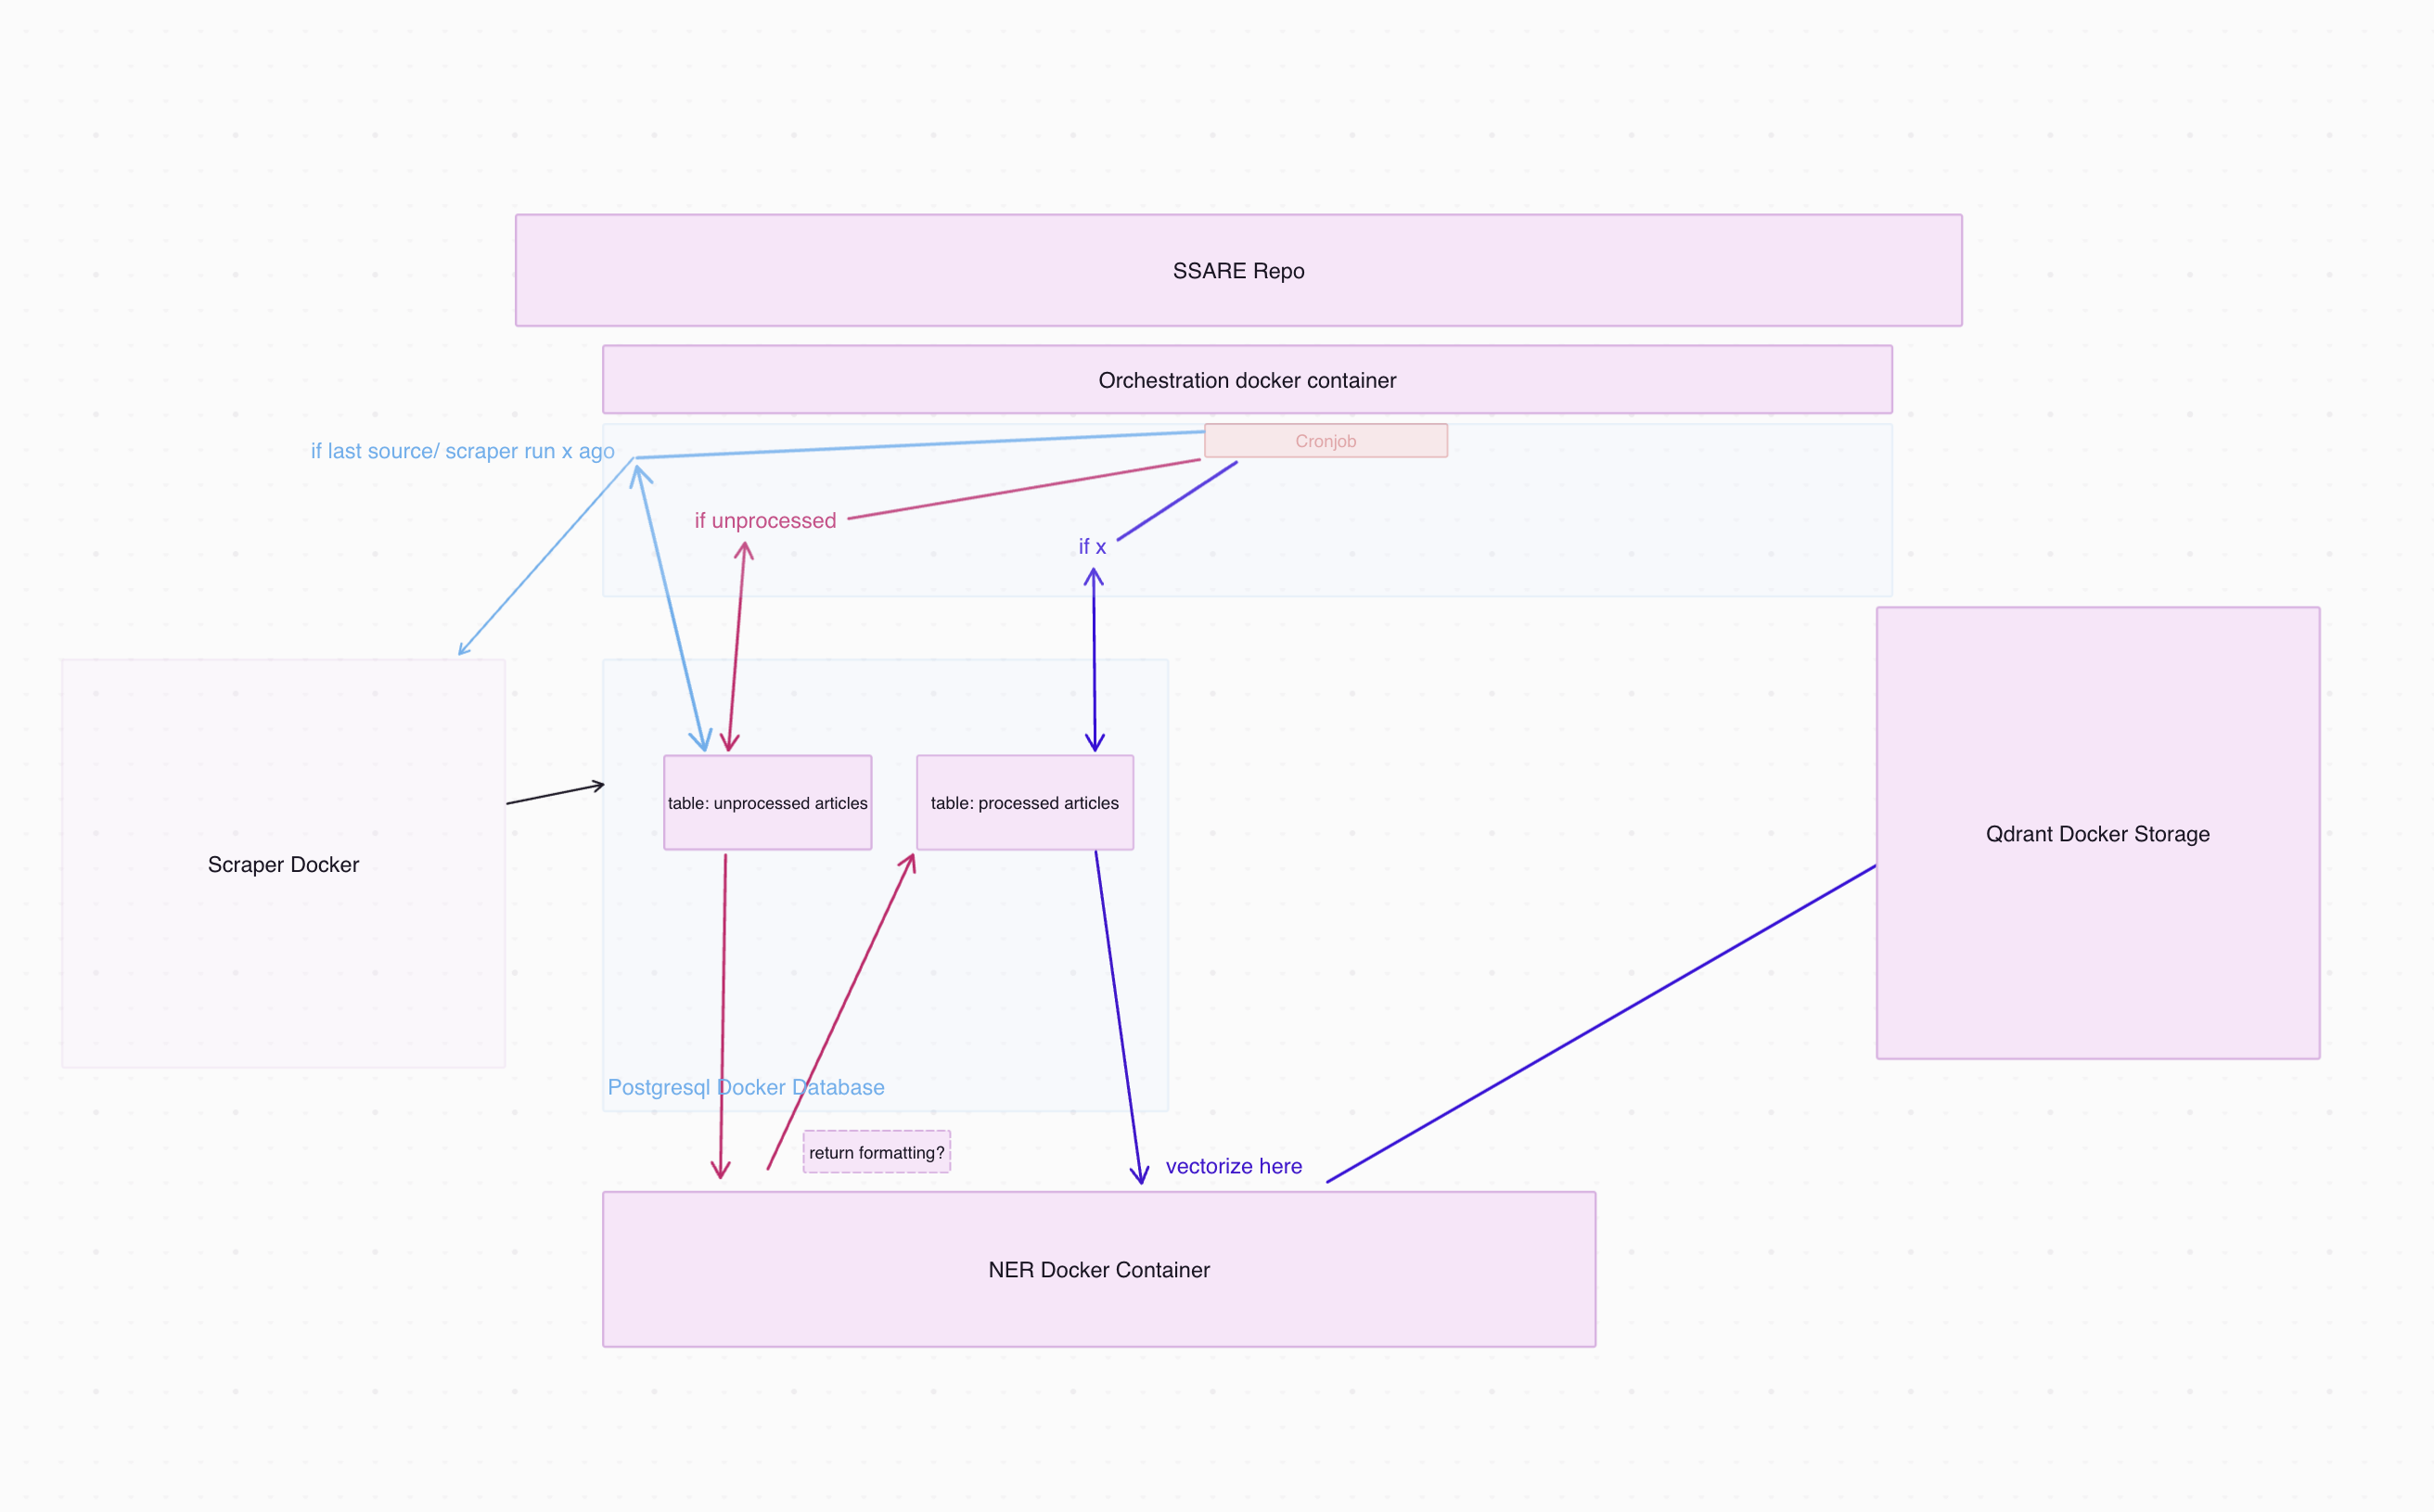 SSARE Repo
Orchestration docker container
Cronjob
if last source/ scraper run x ago
if unprocessed
if x
table: unprocessed articles
table: processed articles
Scraper Docker
Qdrant Docker Storage
Postgresql Docker Database
return formatting?
vectorize here
NER Docker Container